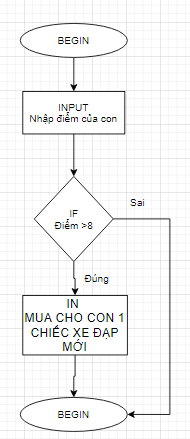 BEGIN
INPUT
Nhập điểm của con
IF
Điểm >8
Sai
Đúng
IN
MUA CHO CON 1
CHIẾC XE ĐẠP
MỚI
BEGIN